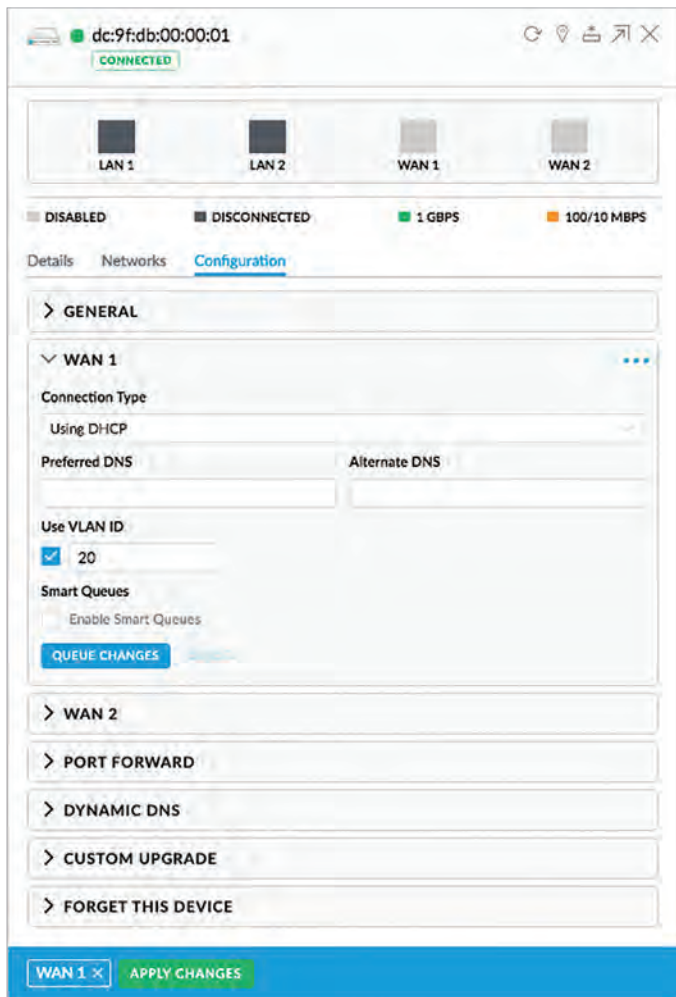 dc:9f:db:00:00:01
CONNECTED
LAN 1 LAN 2 WAN 1 WAN 2
DISABLED DISCONNECTED 1 GBPS 100/10 MBPS
Details Networks Configuration
GENERAL
WAN 1
Connection Type
Using DHCP
Preferred DNS Alternate DNS
Use VLAN ID
20
Smart Queues
Enable Smart Queues
QUEUE CHANGES
WAN 2
PORT FORWARD
DYNAMIC DNS
CUSTOM UPGRADE
FORGET THIS DEVICE
WAN 1 × APPLY CHANGES